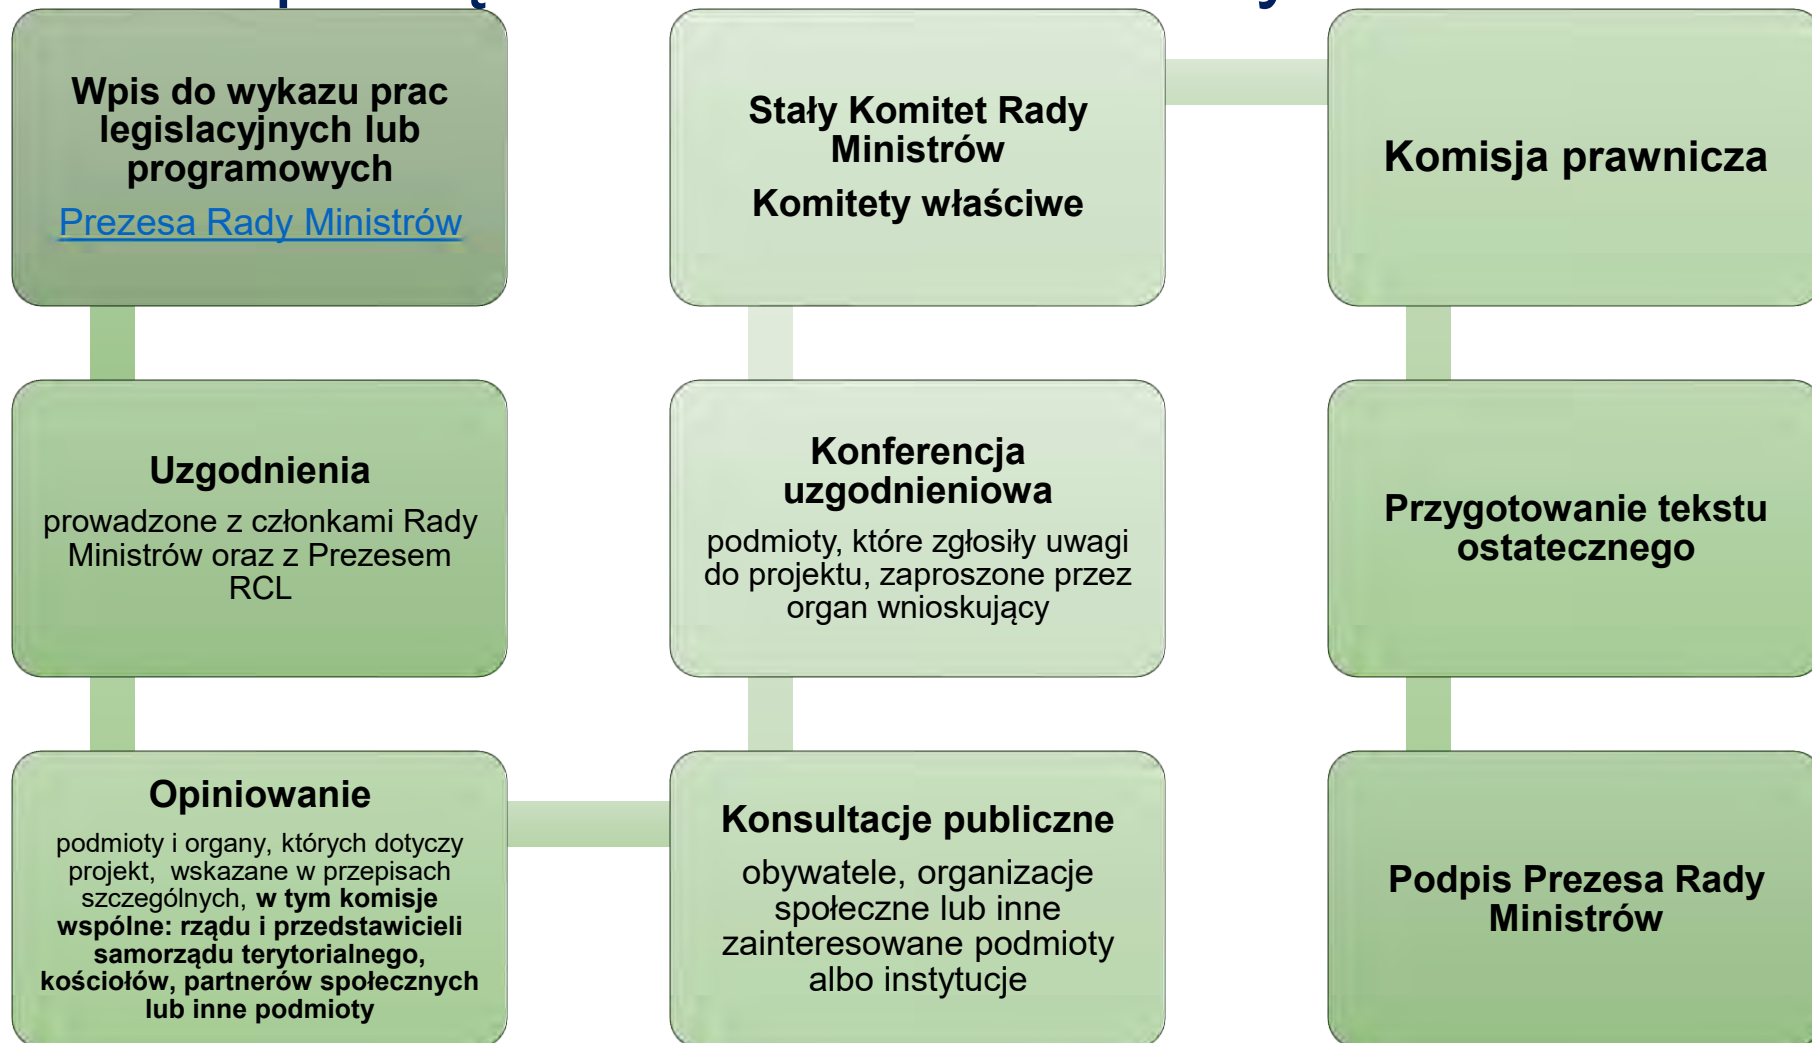 Wpis do wykazu prac
legislacyjnych lub
programowych
Prezesa Rady Ministrów
Uzgodnienia
prowadzone z członkami Rady
Ministrów oraz z Prezesem
RCL
Opiniowanie
podmioty i organy, których dotyczy
projekt, wskazane w przepisach
szczególnych, w tym komisje
wspólne: rządu i przedstawicieli
samorządu terytorialnego,
kościołów, partnerów społecznych
lub inne podmioty
Konsultacje publiczne
obywatele, organizacje
społeczne lub inne
zainteresowane podmioty
albo instytucje
Konferencja
uzgodnieniowa
podmioty, które zgłosiły uwagi
do projektu, zaproszone przez
organ wnioskujący
Stały Komitet Rady
Ministrów
Komitety właściwe
Komisja prawnicza
Przygotowanie tekstu
ostatecznego
Podpis Prezesa Rady
Ministrów